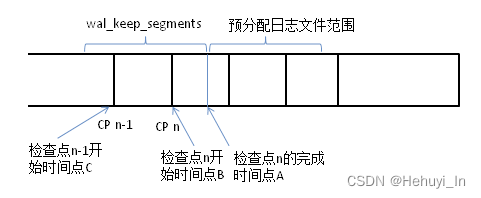 wal_keep_segments
预分配日志文件范围
CP n-1
CP n
检查点n-1开
始时间点C
检查点n开
始时间点B
检查点n的完成
时间点A
CSDN @Hehuyi_In